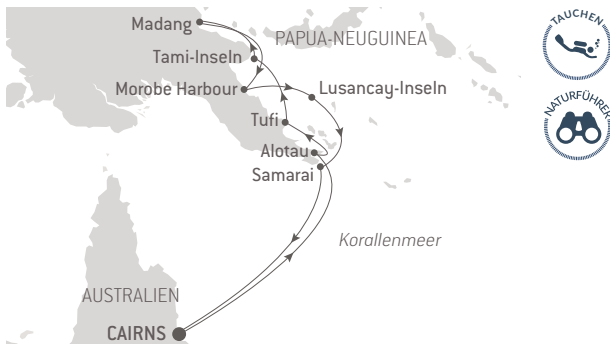 Madang
PAPUA-NEUGUINEA
Tami-Inseln
Morobe Harbour
Lusancay-Inseln
Tufi
Alotau
Samarai
Korallenmeer
AUSTRALIEN
CAIRNS
TAUCHEN
NATURFÜHRER